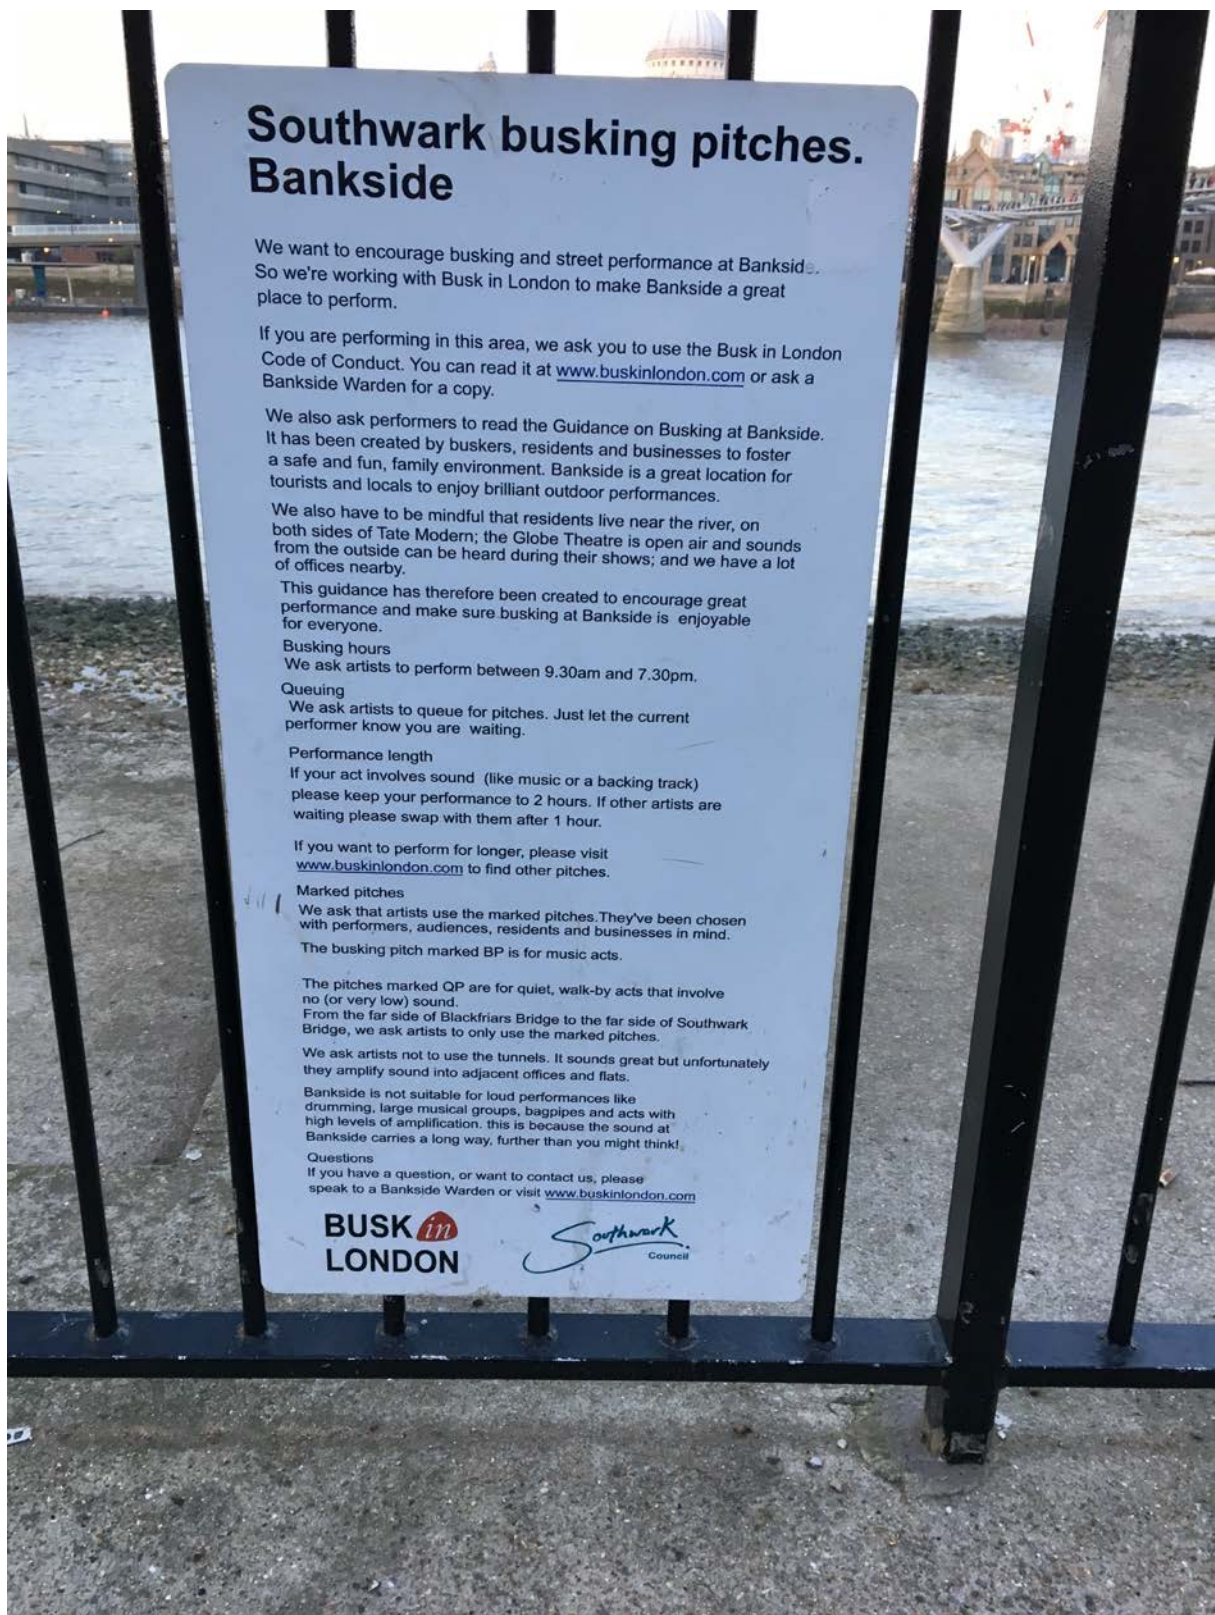 Southwark busking pitches.
Bankside
We want to encourage busking and street performance at Bankside.
So we're working with Busk in London to make Bankside a great
place to perform.
If you are performing in this area, we ask you to use the Busk in London
Code of Conduct. You can read it at www.buskinlondon.com or ask a
Bankside Warden for a copy.
We also ask performers to read the Guidance on Busking at Bankside.
It has been created by buskers, residents and businesses to foster
a safe and fun, family environment. Bankside is a great location for
tourists and locals to enjoy brilliant outdoor performances.
We also have to be mindful that residents live near the river, on
both sides of Tate Modern; the Globe Theatre is open air and sounds
from the outside can be heard during their shows; and we have a lot
of offices nearby.
This guidance has therefore been created to encourage great
performance and make sure busking at Bankside is enjoyable
for everyone.
Busking hours
We ask artists to perform between 9.30am and 7.30pm.
Queuing
We ask artists to queue for pitches. Just let the current
performer know you are waiting.
Performance length
If your act involves sound (like music or a backing track)
please keep your performance to 2 hours. If other artists are
waiting please swap with them after 1 hour.
If you want to perform for longer, please visit
www.buskinlondon.com to find other pitches.
Marked pitches
We ask that artists use the marked pitches.They've been chosen
with performers, audiences, residents and businesses in mind.
The busking pitch marked BP is for music acts.
The pitches marked QP are for quiet, walk-by acts that involve
no (or very low) sound.
From the far side of Blackfriars Bridge to the far side of Southwark
Bridge, we ask artists to only use the marked pitches.
We ask artists not to use the tunnels. It sounds great but unfortunately
they amplify sound into adjacent offices and flats.
Bankside is not suitable for loud performances like
drumming, large musical groups, bagpipes and acts with
high levels of amplification. this is because the sound at
Bankside carries a long way, further than you might think!
Questions
If you have a question, or want to contact us, please
speak to a Bankside Warden or visit www.buskinlondon.com
BUSK in
LONDON
Southwark
Council